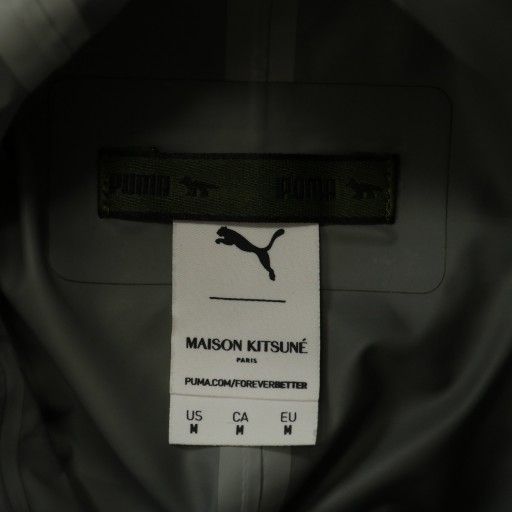 PUMA PUMA
MAISON KITSUNÉ
PARIS
PUMA.COM/FOREVERBETTER
US CA EU
M M M